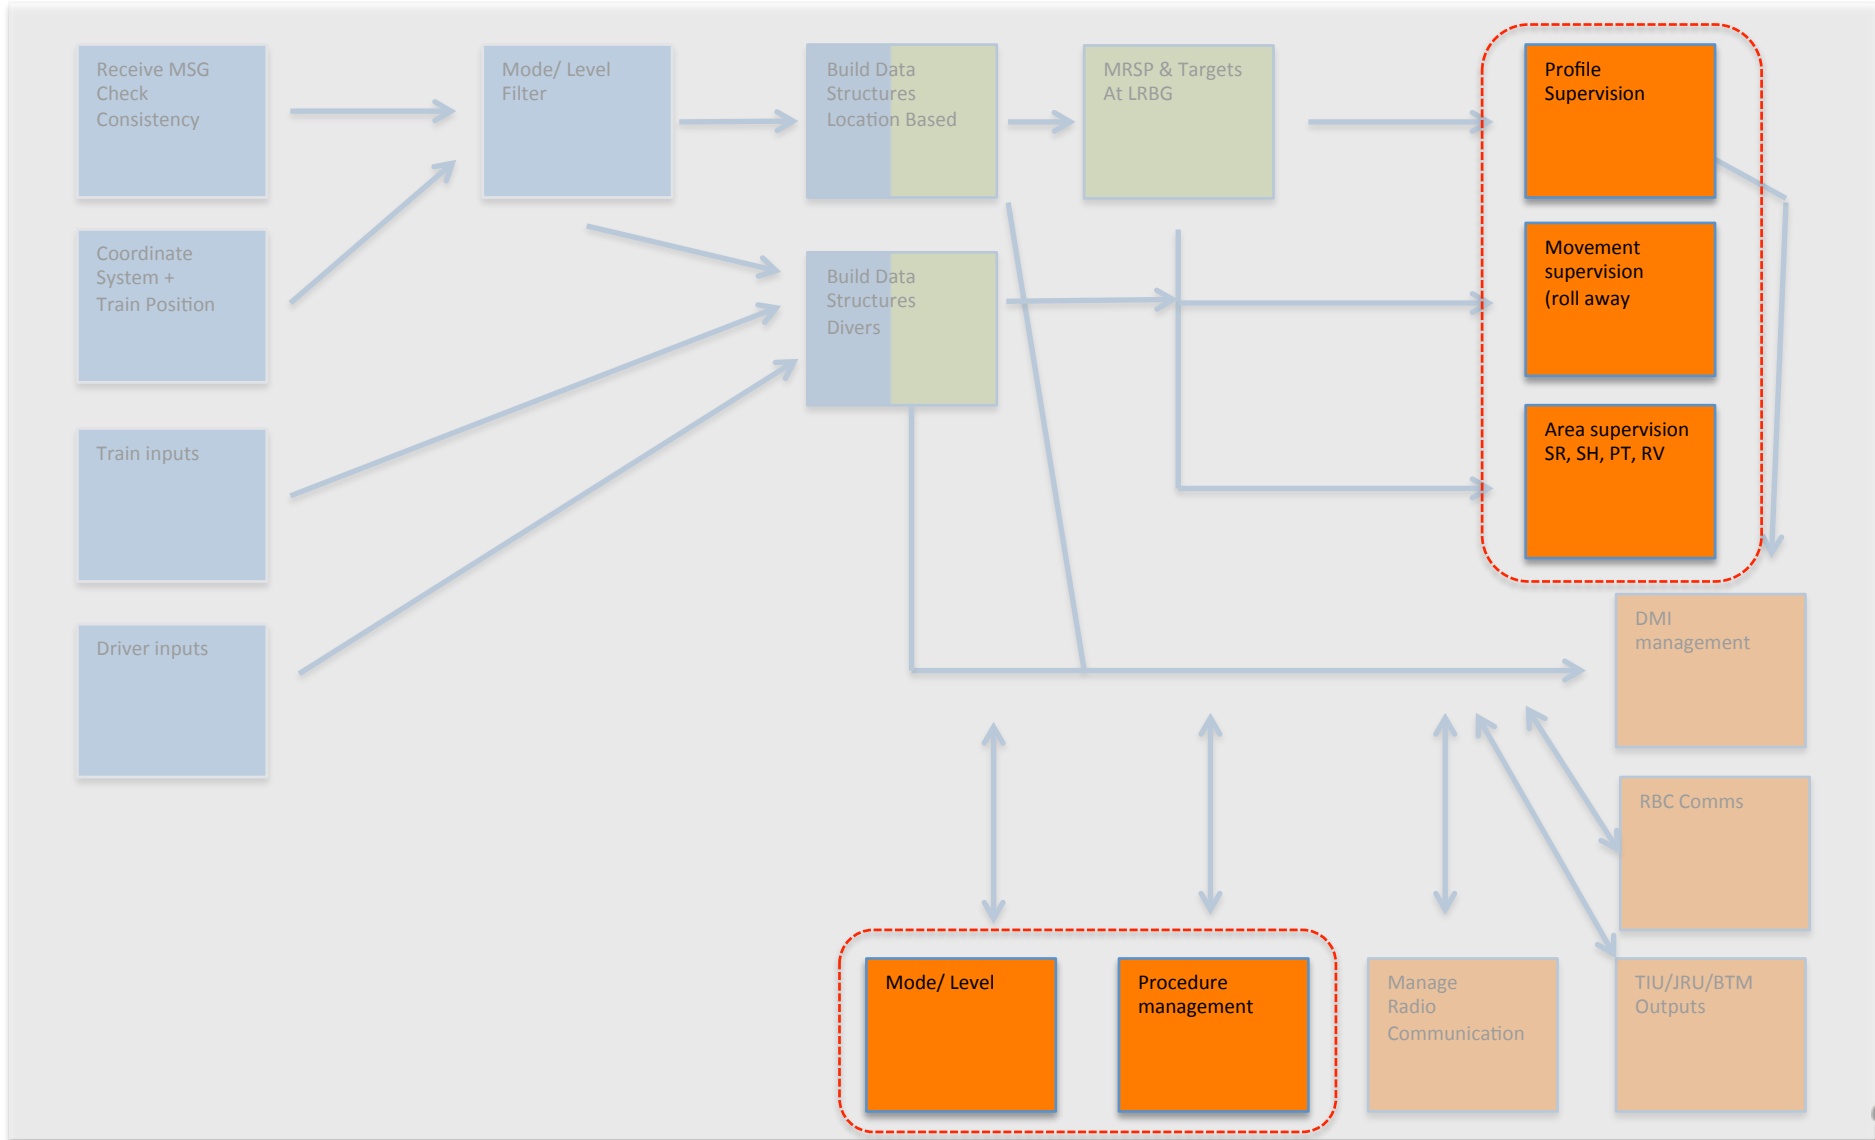 Receive MSG
Check
Consistency
Mode/ Level
Filter
Build Data
Structures
Location Based
MRSP & Targets
At LRBG
Profile
Supervision
Coordinate
System +
Train Position
Build Data
Structures
Divers
Movement
supervision
(roll away
Train inputs
Area supervision
SR, SH, PT, RV
Driver inputs
DMI
management
RBC Comms
Mode/ Level
Procedure
management
Manage
Radio
Communication
TIU/JRU/BTM
Outputs